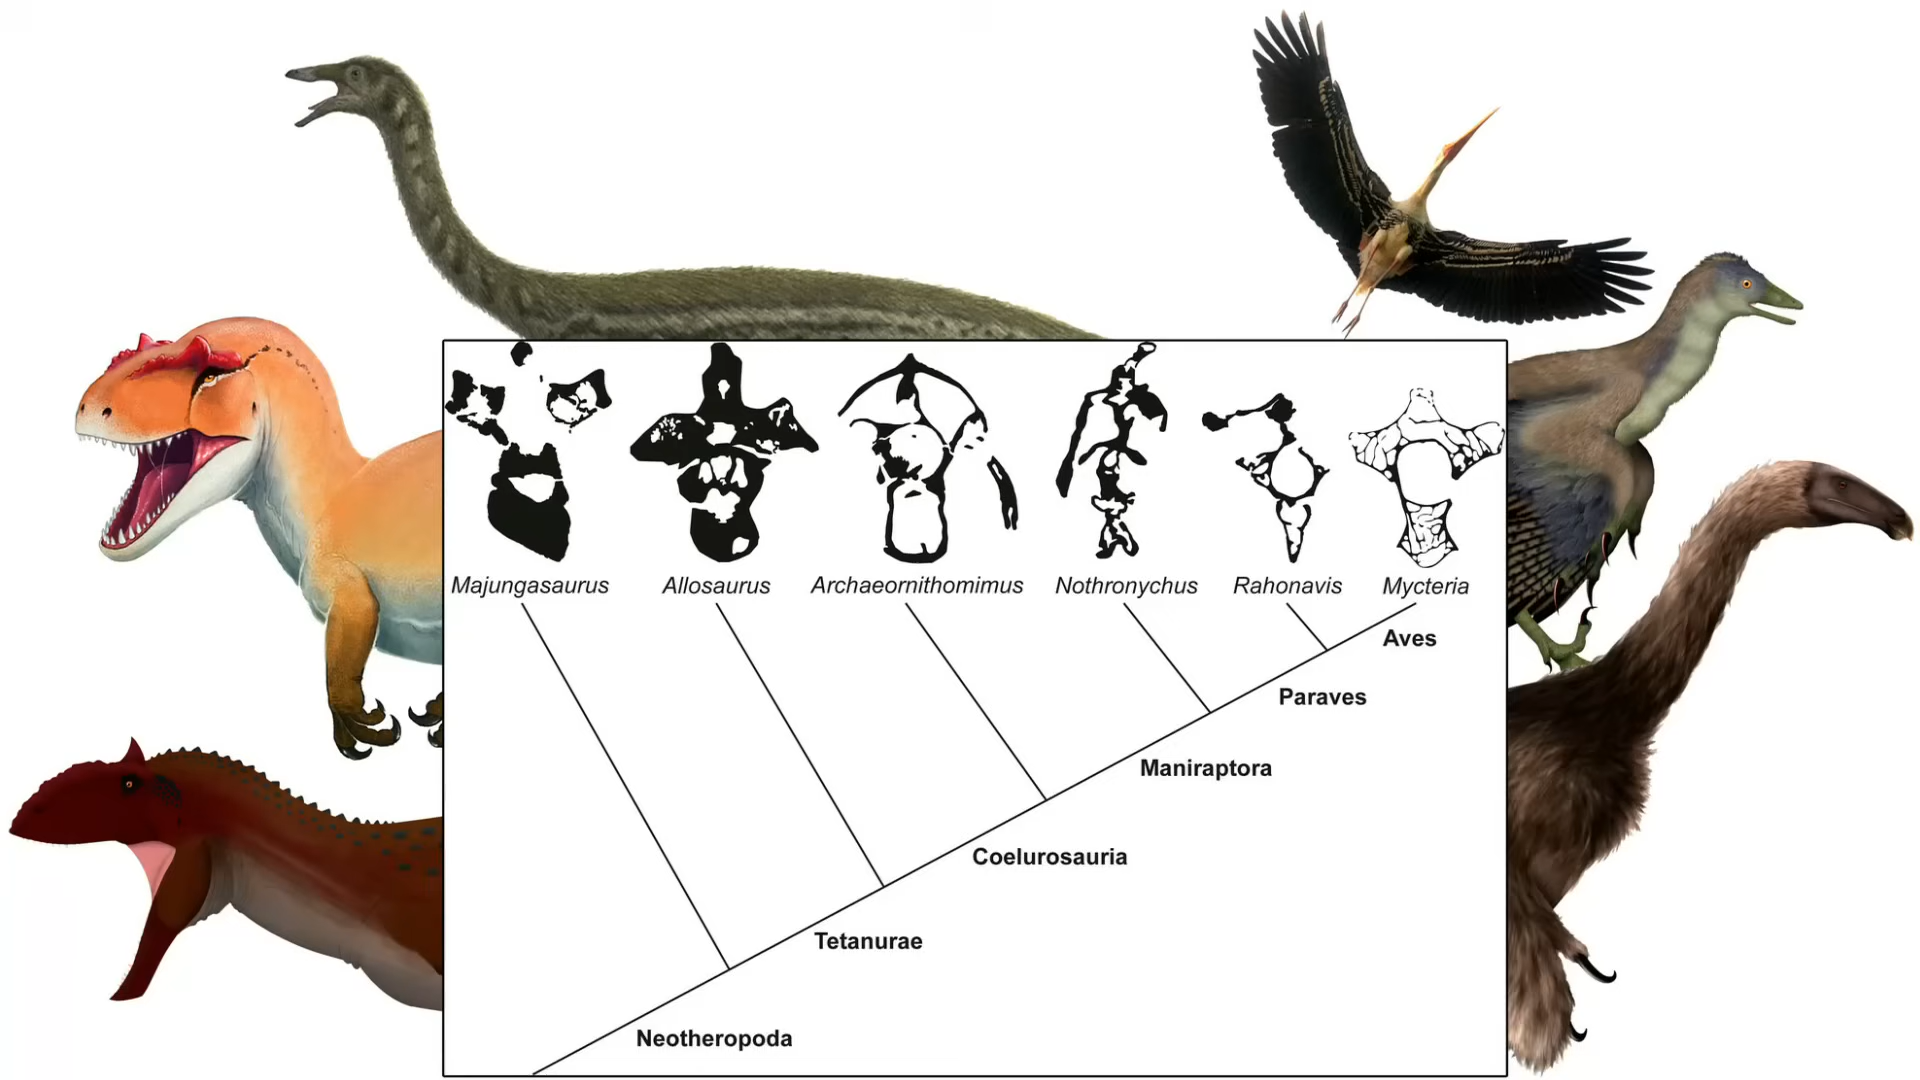 Majungasaurus
Allosaurus
Archaeornithomimus
Nothronychus
Rahonavis
Mycteria
Aves
Paraves
Maniraptora
Coelurosauria
Tetanurae
Neotheropoda